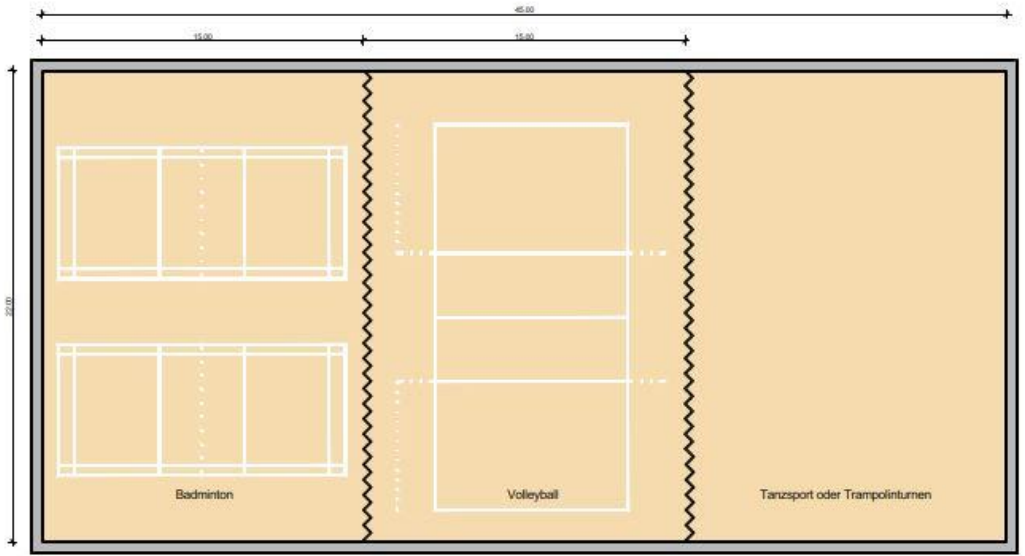 45.00
15.00
15.00
22.00
Badminton
Volleyball
Tanzsport oder Trampolinturnen